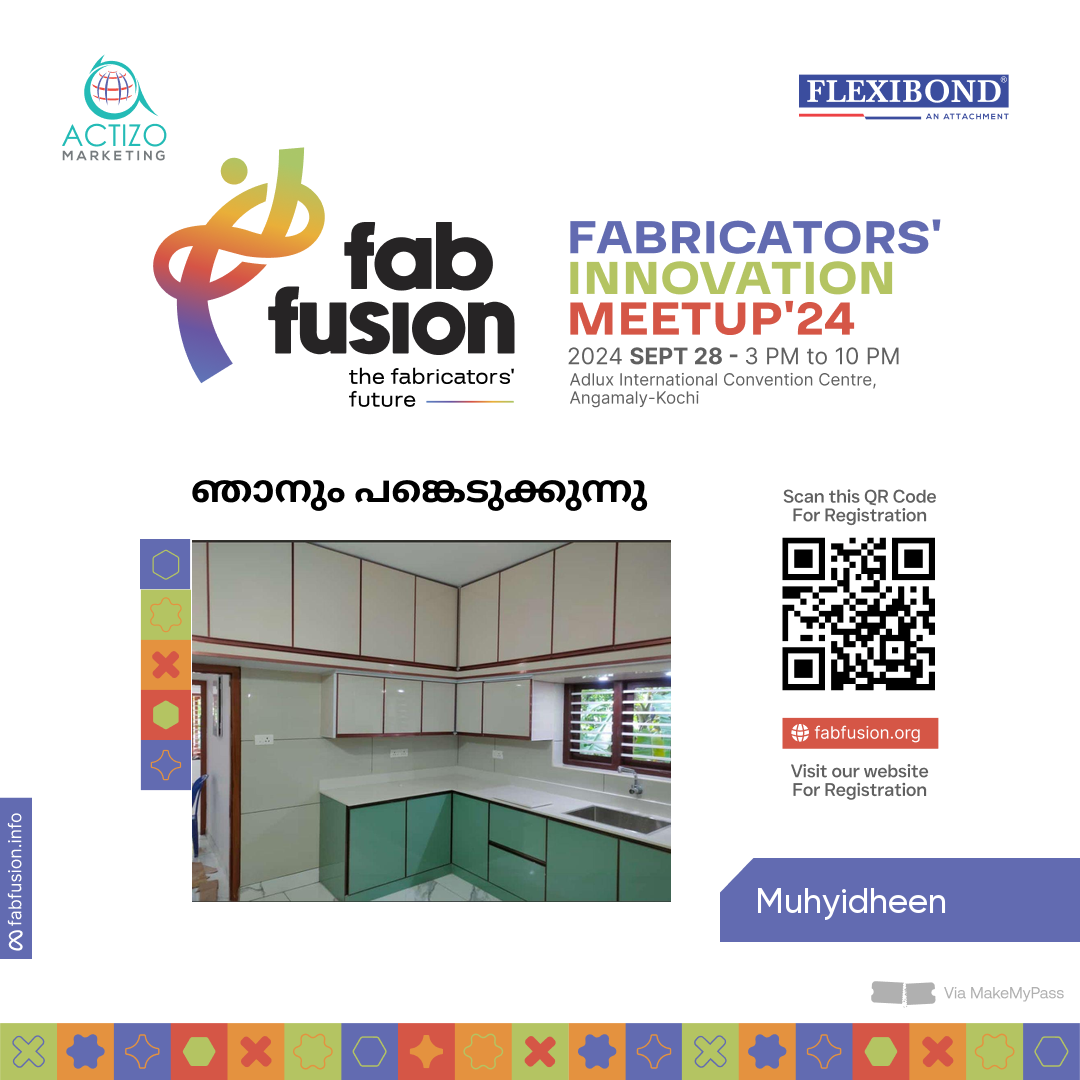 ACTIZO
MARKETING
FLEXIBOND®
AN ATTACHMENT
fab
fusion
the fabricators'
future
FABRICATORS'
INNOVATION
MEETUP'24
2024 SEPT 28 - 3 PM to 10 PM
Adlux International Convention Centre,
Angamaly-Kochi
ഞാനും പങ്കെടുക്കുന്നു
Scan this QR Code
For Registration
fabfusion.org
Visit our website
For Registration
fabfusion.info
Muhyidheen
Via MakeMyPass